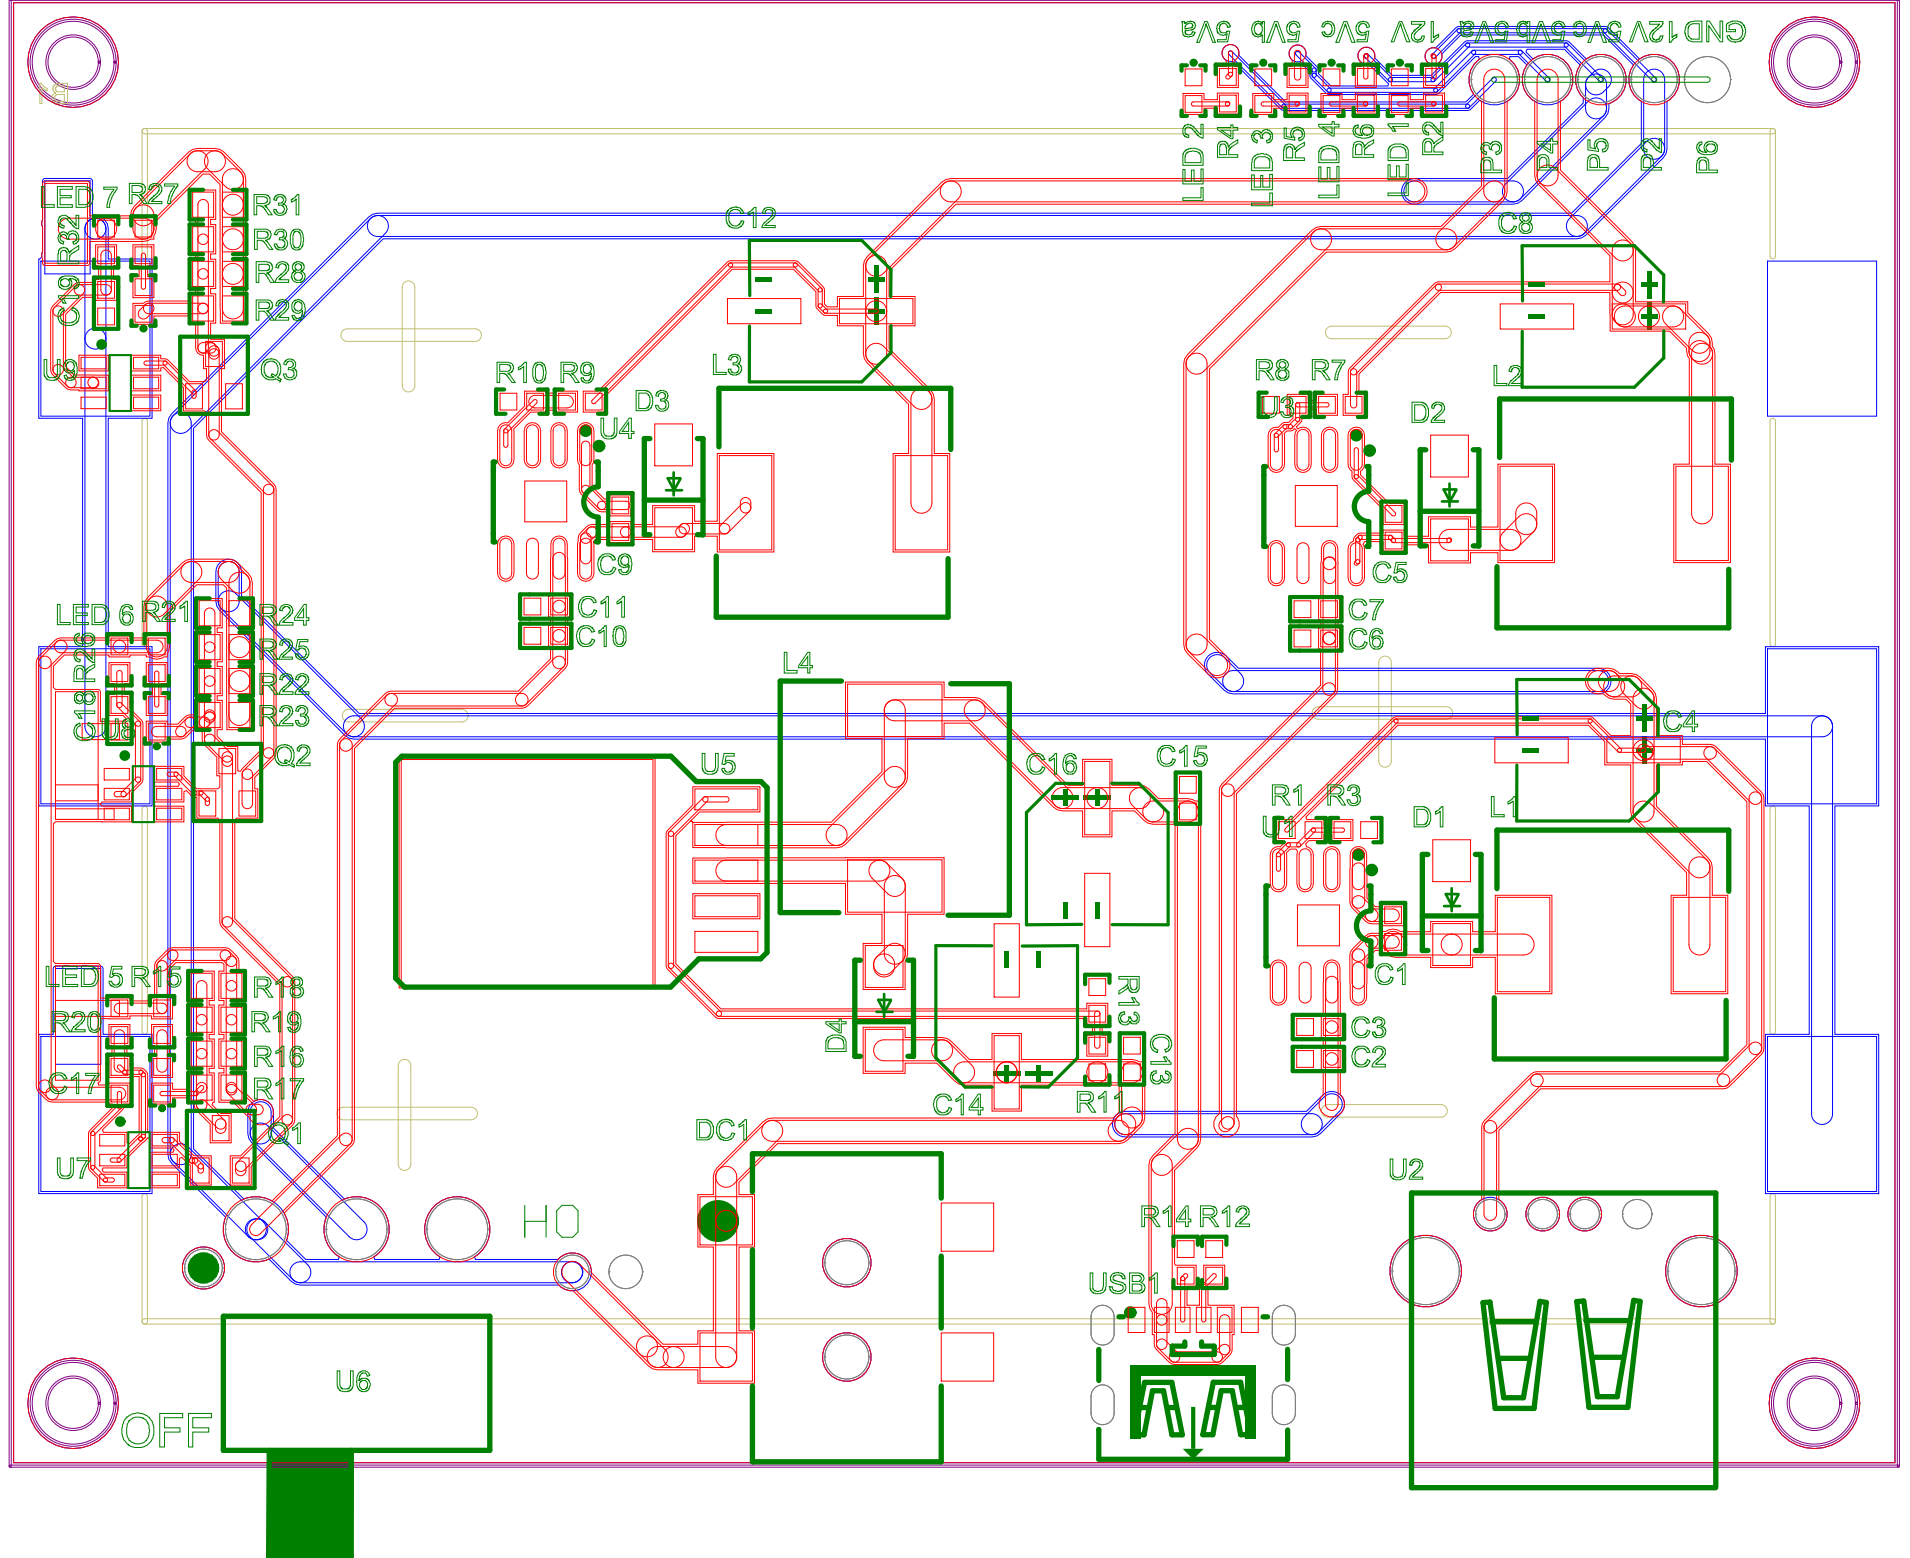 5Va 5Vb 5Vc 12V 5Va 5Vb 5Vc 12V GND
B1
LED 2 R4 LED 3 R5 LED 4 R6 LED 1 R2 P3 P4 P5 P2 P6
LED 7 R27 R31
R32 R30
R28
C19 R29
U9 Q3
C12 C8
L3 L2
R10 R9 D3 R8 R7 D2
U4 U3
C9 C5
C11 C7
C10 C6
LED 6 R21 R24
R26 R25
R22
C18 U8 R23
Q2
L4 C4
U5 C16 C15
R1 R3 D1 L1
U1
C1
LED 5 R15 R18
R20 R19
R16
C17 R17
U7 Q1
D4 R13 C13
C14 R11
C3
C2
DC1 U2
HO
R14 R12
USB1
U6
OFF